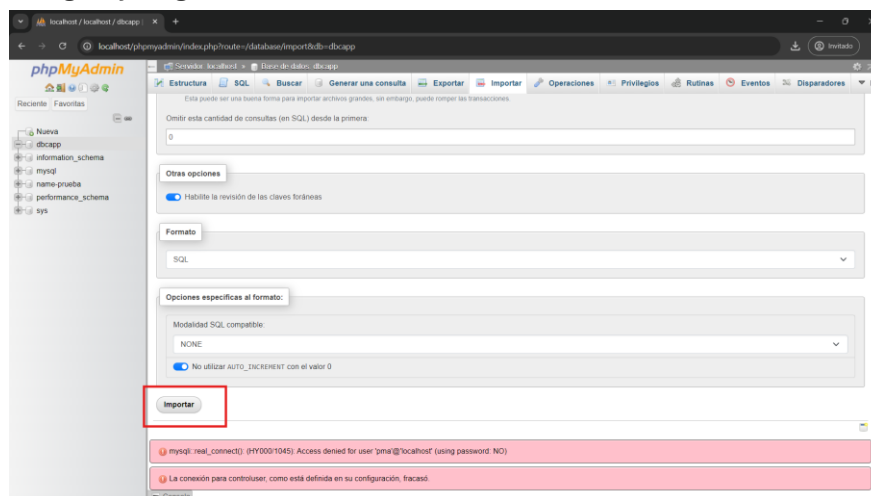 localhost / localhost / dbcapp |
localhost/phpmyadmin/index.php?route=/database/import&db=dbcapp
Invitado
phpMyAdmin
Reciente Favoritas
Nueva
dbcapp
information_schema
mysql
name-prueba
performance_schema
sys
Servidor: localhost » Base de datos: dbcapp
Estructura SQL Buscar Generar una consulta Exportar Importar Operaciones Privilegios Rutinas Eventos Disparadores
Esta puede ser una buena forma para importar archivos grandes, sin embargo, puede romper las transacciones.
Omitir esta cantidad de consultas (en SQL) desde la primera:
0
Otras opciones
Habilite la revisión de las claves foráneas
Formato
SQL
Opciones específicas al formato:
Modalidad SQL compatible:
NONE
No utilizar AUTO_INCREMENT con el valor 0
Importar
mysqli::real_connect(): (HY000/1045): Access denied for user 'pma'@'localhost' (using password: NO)
La conexión para controluser, como está definida en su configuración, fracasó.
Consola